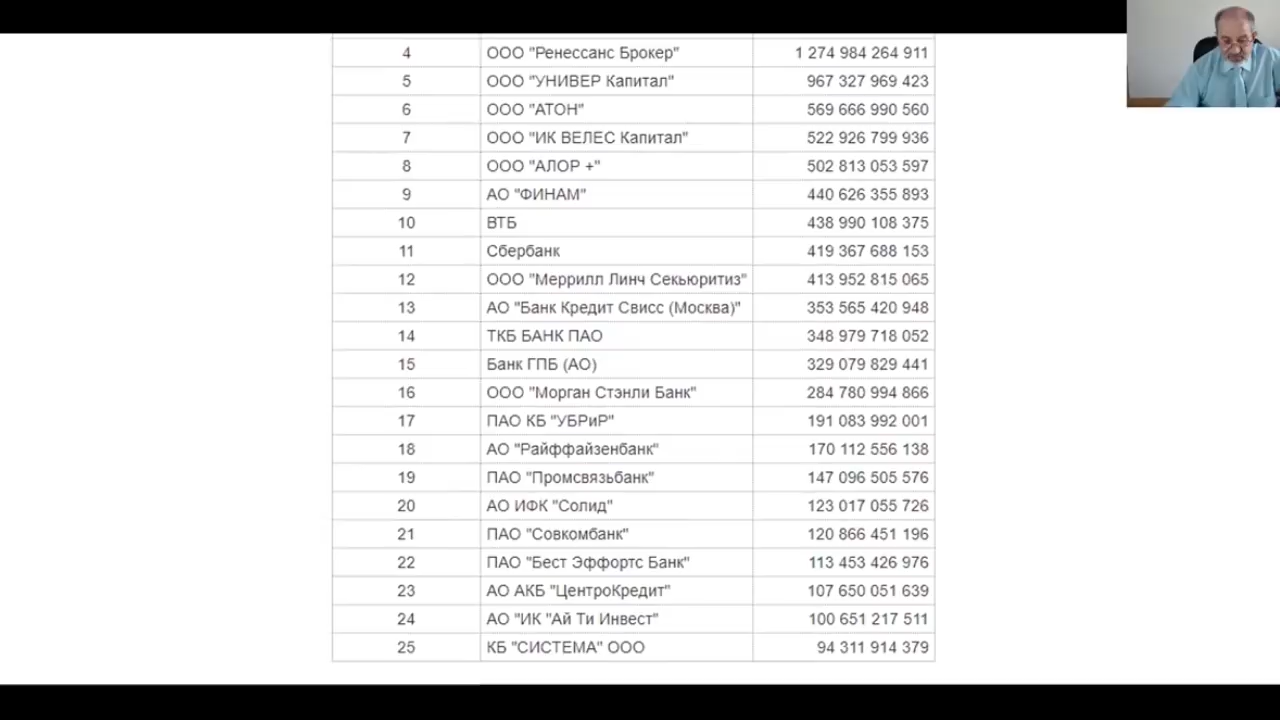 4 ООО "Ренессанс Брокер" 1 274 984 264 911
5 ООО "УНИВЕР Капитал" 967 327 969 423
6 ООО "АТОН" 569 666 990 560
7 ООО "ИК ВЕЛЕС Капитал" 522 926 799 936
8 ООО "АЛОР +" 502 813 053 597
9 АО "ФИНАМ" 440 626 355 893
10 ВТБ 438 990 108 375
11 Сбербанк 419 367 688 153
12 ООО "Меррилл Линч Секьюритиз" 413 952 815 065
13 АО "Банк Кредит Свисс (Москва)" 353 565 420 948
14 ТКБ БАНК ПАО 348 979 718 052
15 Банк ГПБ (АО) 329 079 829 441
16 ООО "Морган Стэнли Банк" 284 780 994 866
17 ПАО КБ "УБРиР" 191 083 992 001
18 АО "Райффайзенбанк" 170 112 556 138
19 ПАО "Промсвязьбанк" 147 096 505 576
20 АО ИФК "Солид" 123 017 055 726
21 ПАО "Совкомбанк" 120 866 451 196
22 ПАО "Бест Эффортс Банк" 113 453 426 976
23 АО АКБ "ЦентроКредит" 107 650 051 639
24 АО "ИК "Ай Ти Инвест" 100 651 217 511
25 КБ "СИСТЕМА" ООО 94 311 914 379